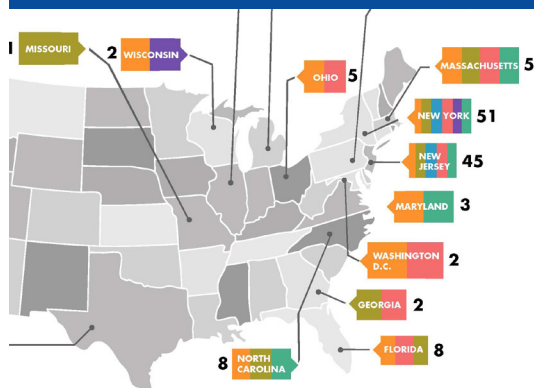 MISSOURI
2 WISCONSIN
OHIO 5
MASSACHUSETTS 5
NEW YORK 51
NEW
JERSEY 45
MARYLAND 3
WASHINGTON
D.C. 2
GEORGIA 2
8 NORTH
CAROLINA
FLORIDA 8